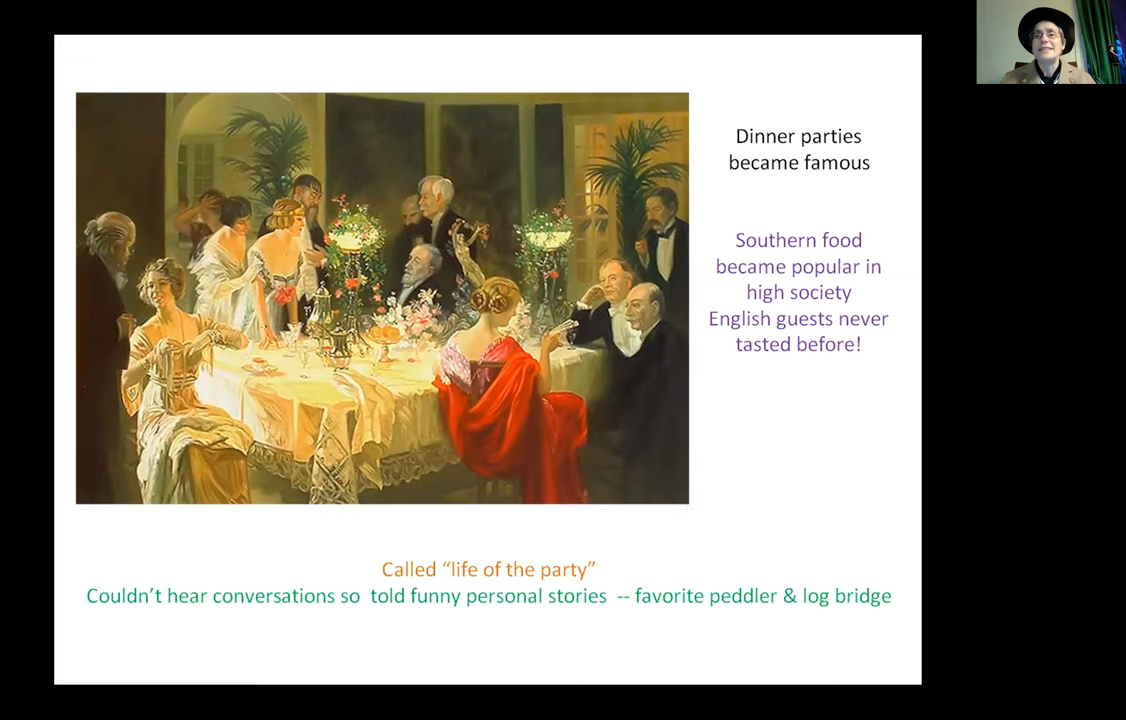 Dinner parties
became famous
Southern food
became popular in
high society
English guests never
tasted before!
Called “life of the party”
Couldn’t hear conversations so  told funny personal stories  -- favorite peddler & log bridge